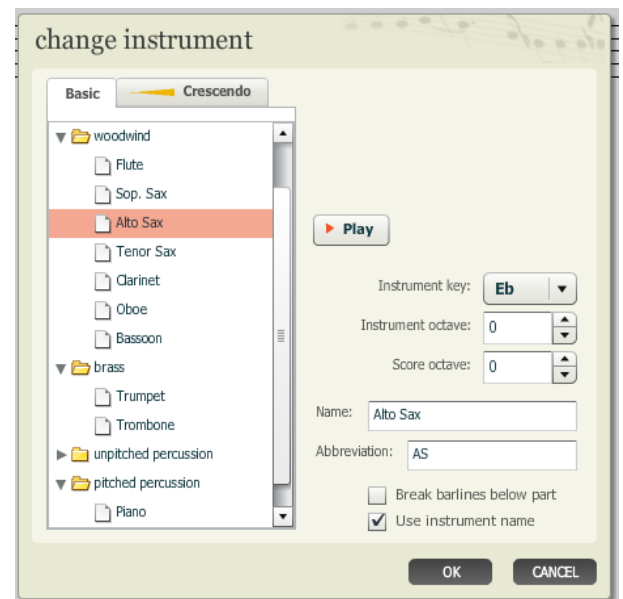 change instrument
Basic
Crescendo
woodwind
Flute
Sop. Sax
Alto Sax
Tenor Sax
Clarinet
Oboe
Bassoon
brass
Trumpet
Trombone
unpitched percussion
pitched percussion
Piano
Play
Instrument key: Eb
Instrument octave: 0
Score octave: 0
Name: Alto Sax
Abbreviation: AS
Break barlines below part
Use instrument name
OK
CANCEL